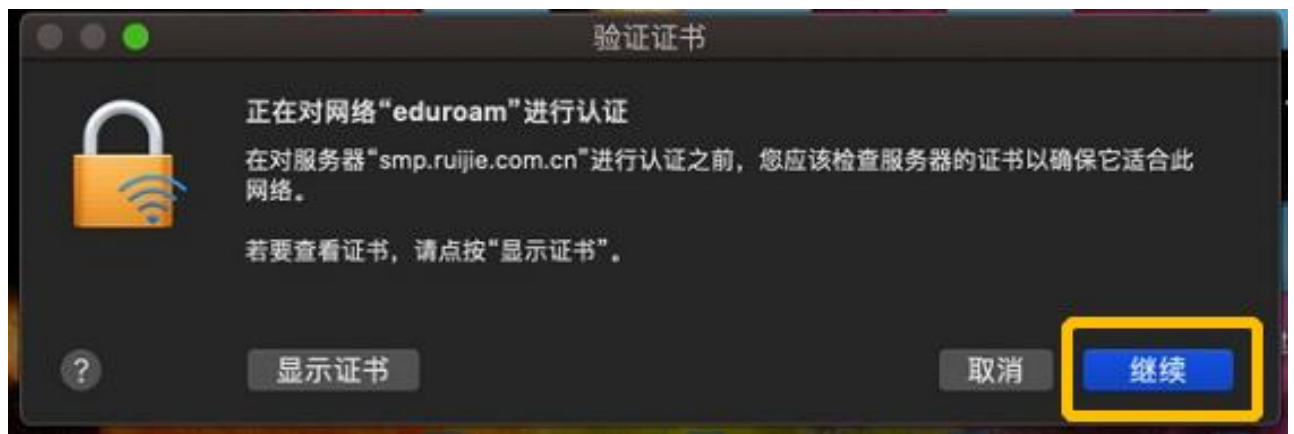 验证证书
正在对网络“eduroam”进行认证
在对服务器“smp.ruijie.com.cn”进行认证之前，您应该检查服务器的证书以确保它适合此
网络。
若要查看证书，请点按“显示证书”。
?
显示证书
取消
继续